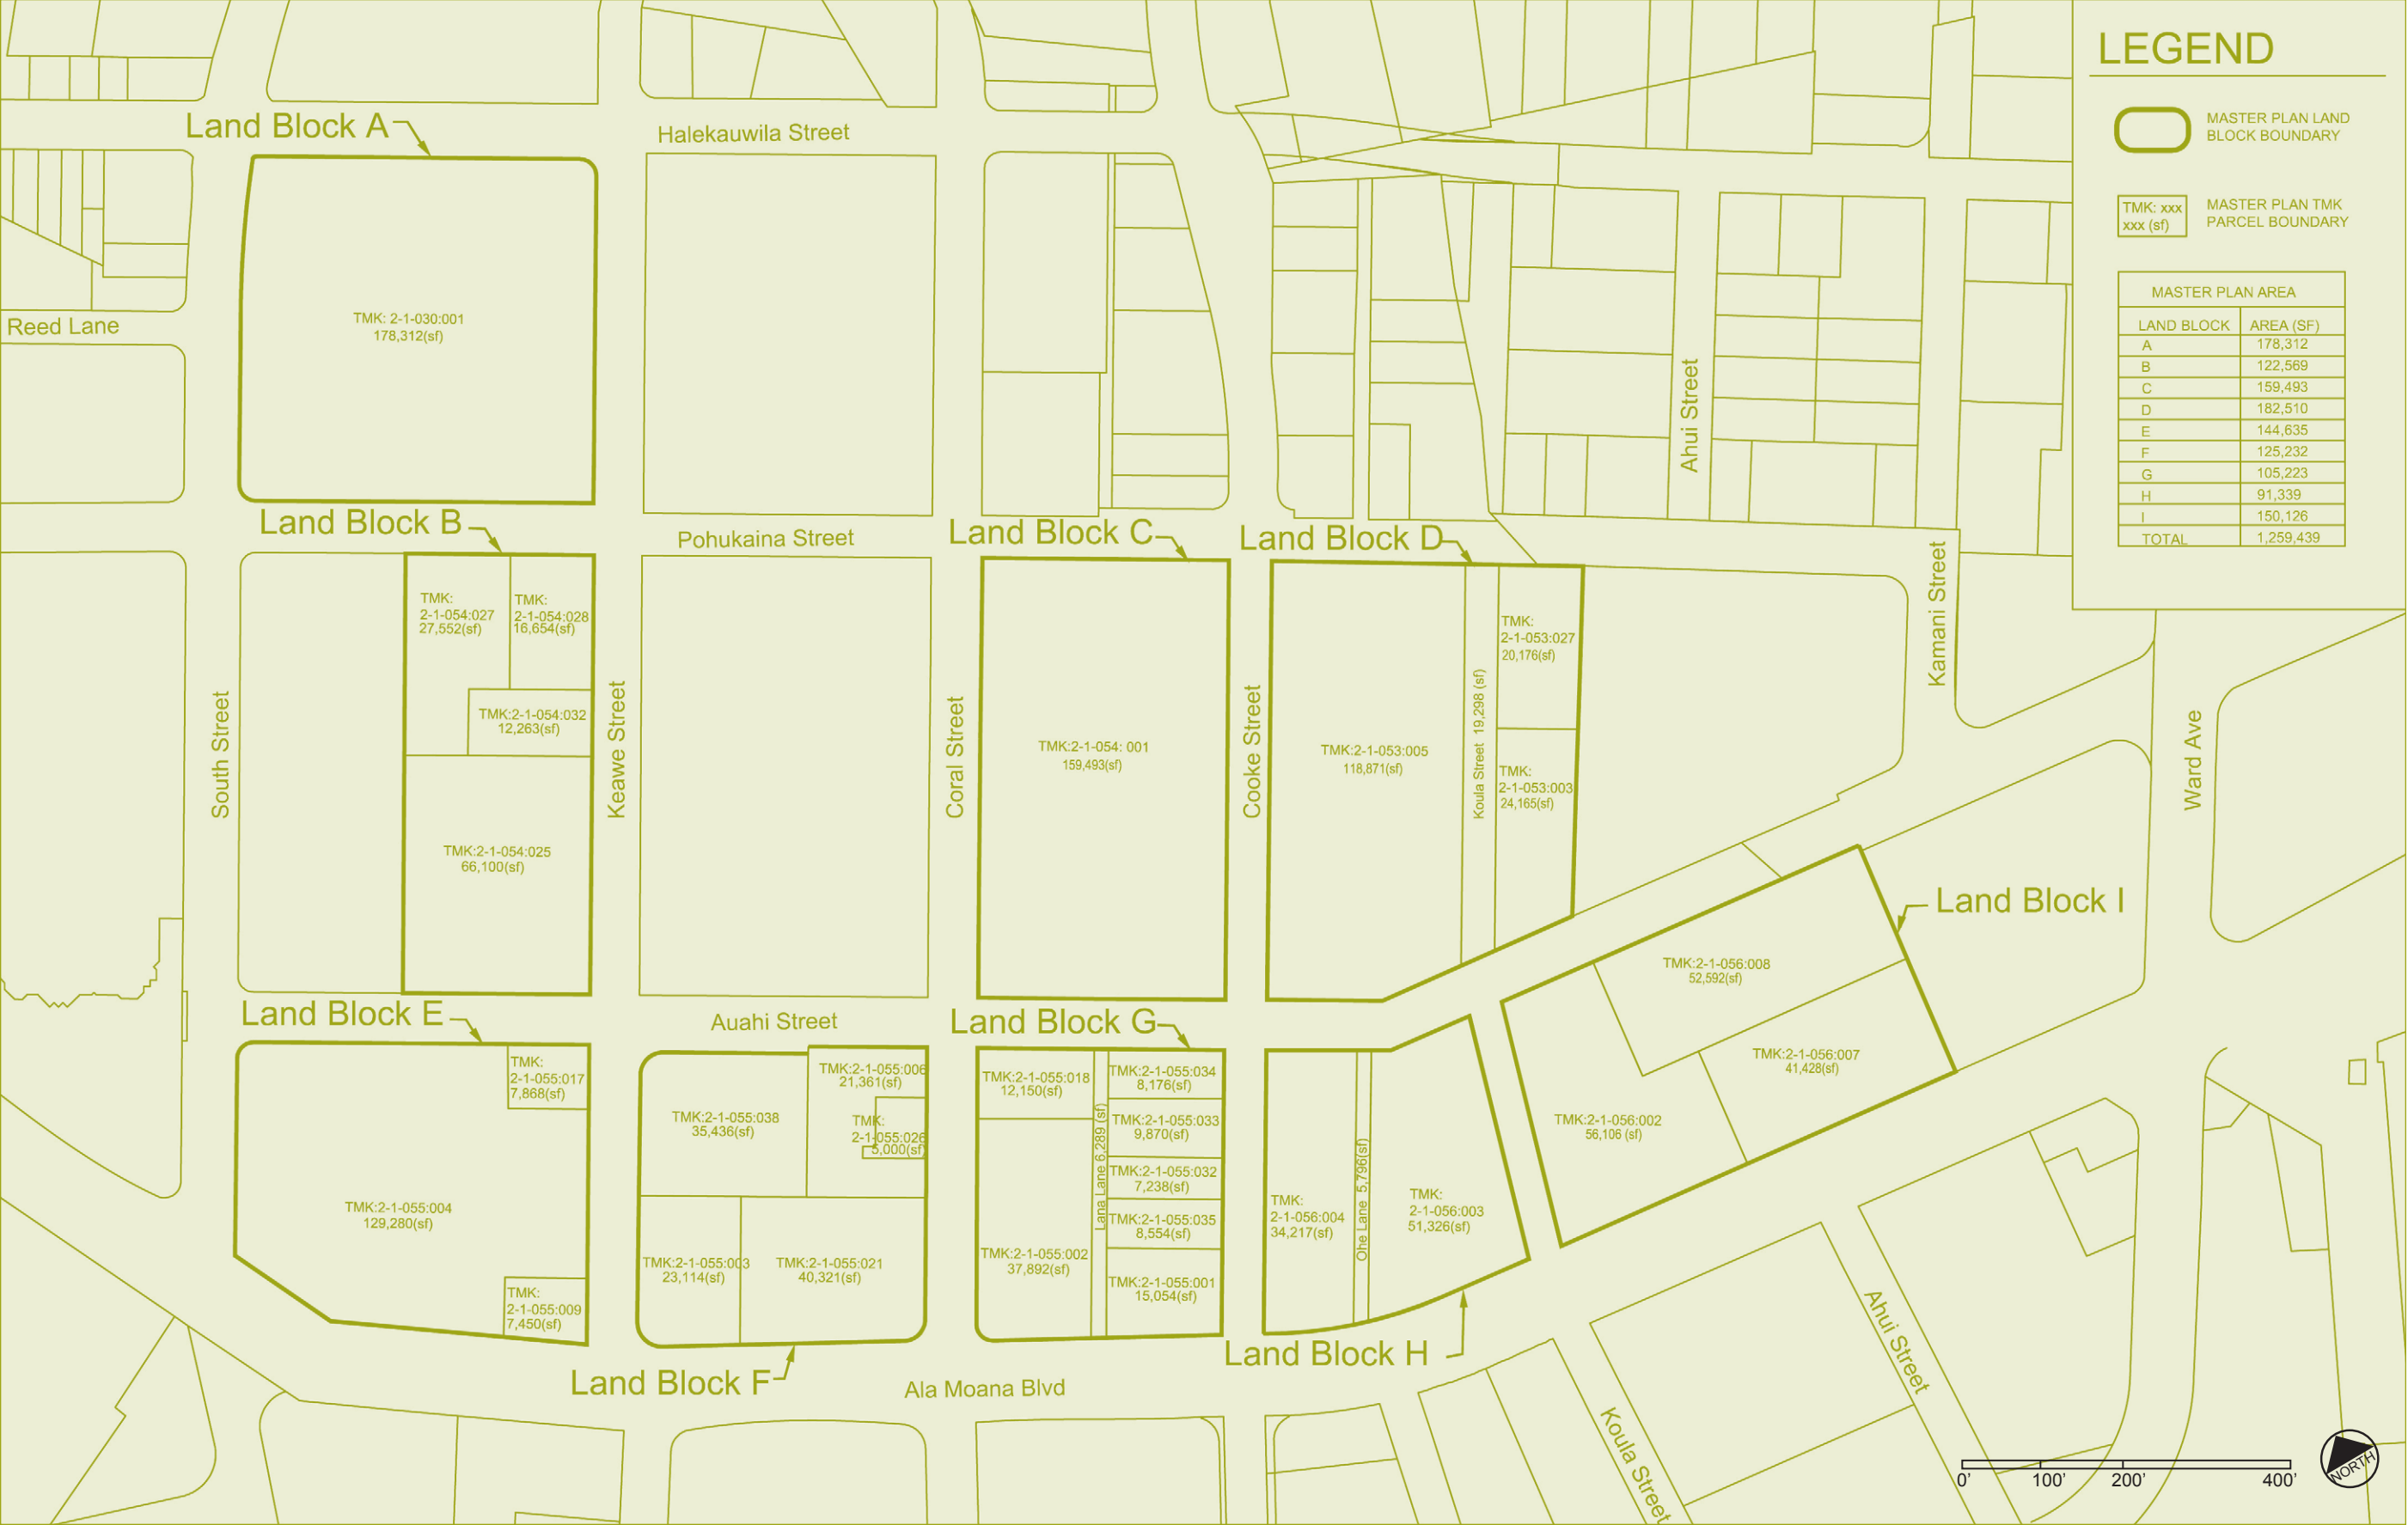 LEGEND
MASTER PLAN LAND
BLOCK BOUNDARY
TMK: xxx
xxx (sf)
MASTER PLAN TMK
PARCEL BOUNDARY
MASTER PLAN AREA
LAND BLOCK AREA (SF)
A 178,312
B 122,569
C 159,493
D 182,510
E 144,635
F 125,232
G 105,223
H 91,339
I 150,126
TOTAL 1,259,439
Land Block A
Halekauwila Street
TMK: 2-1-030:001
178,312(sf)
Reed Lane
Ahui Street
Land Block B
Pohukaina Street
Land Block C
Land Block D
Kamani Street
TMK:
2-1-054:027
27,552(sf)
TMK:
2-1-054:028
16,654(sf)
TMK:2-1-054:032
12,263(sf)
TMK:2-1-054:025
66,100(sf)
South Street
Keawe Street
Coral Street
TMK:2-1-054: 001
159,493(sf)
Cooke Street
TMK:2-1-053:005
118,871(sf)
Koula Street 19,298 (sf)
TMK:
2-1-053:027
20,176(sf)
TMK:
2-1-053:003
24,165(sf)
Ward Ave
Land Block I
TMK:2-1-056:008
52,592(sf)
TMK:2-1-056:007
41,428(sf)
TMK:2-1-056:002
56,106 (sf)
Land Block E
Auahi Street
Land Block G
TMK:
2-1-055:017
7,868(sf)
TMK:2-1-055:004
129,280(sf)
TMK:
2-1-055:009
7,450(sf)
TMK:2-1-055:038
35,436(sf)
TMK:2-1-055:006
21,361(sf)
TMK:
2-1-055:026
5,000(sf)
TMK:2-1-055:003
23,114(sf)
TMK:2-1-055:021
40,321(sf)
TMK:2-1-055:018
12,150(sf)
TMK:2-1-055:002
37,892(sf)
Lana Lane 6,289 (sf)
TMK:2-1-055:034
8,176(sf)
TMK:2-1-055:033
9,870(sf)
TMK:2-1-055:032
7,238(sf)
TMK:2-1-055:035
8,554(sf)
TMK:2-1-055:001
15,054(sf)
TMK:
2-1-056:004
34,217(sf)
Ohe Lane 5,796(sf)
TMK:
2-1-056:003
51,326(sf)
Land Block H
Land Block F
Ala Moana Blvd
Ahui Street
Koula Street
0' 100' 200' 400'
NORTH